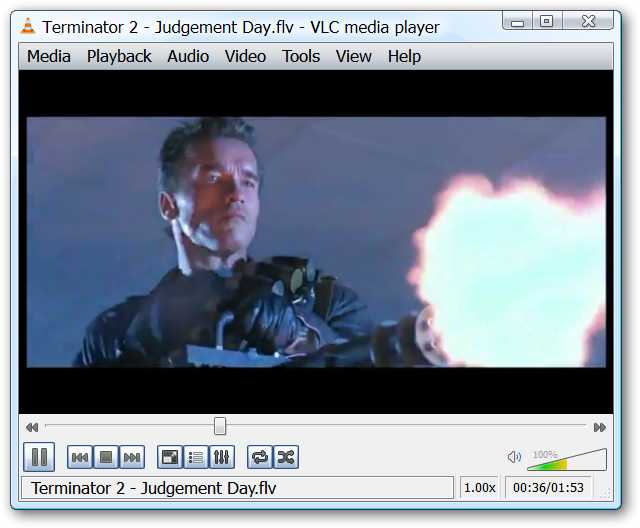 Terminator 2 - Judgement Day.flv - VLC media player
Media Playback Audio Video Tools View Help
100%
Terminator 2 - Judgement Day.flv 1.00x 00:36/01:53